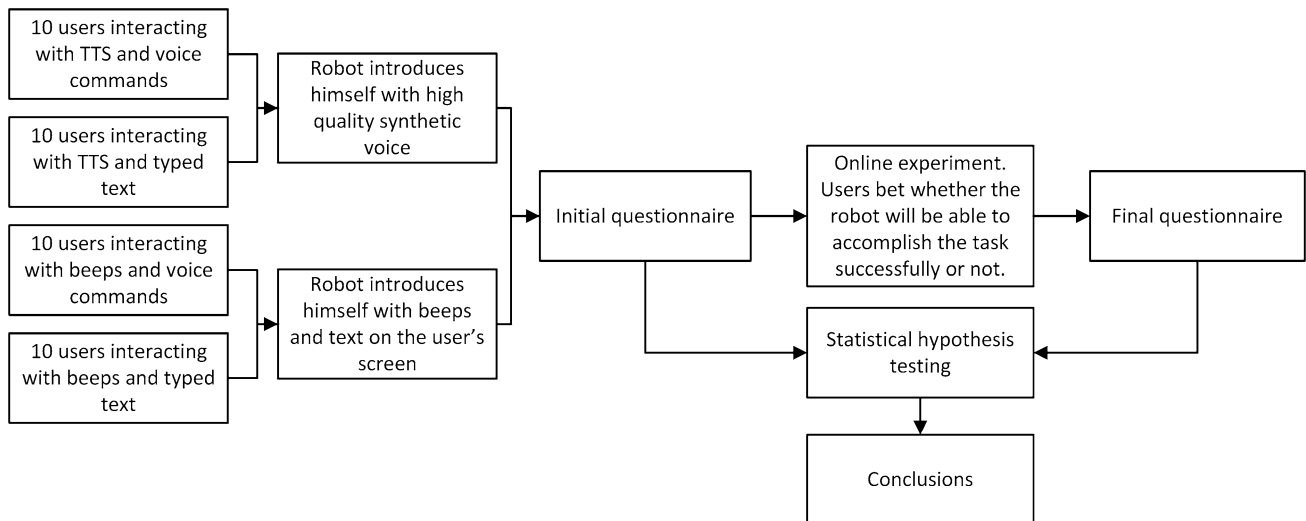 10 users interacting
with TTS and voice
commands
10 users interacting
with TTS and typed
text
10 users interacting
with beeps and voice
commands
10 users interacting
with beeps and typed
text
Robot introduces
himself with high
quality synthetic
voice
Robot introduces
himself with beeps
and text on the user’s
screen
Initial questionnaire
Online experiment.
Users bet whether the
robot will be able to
accomplish the task
successfully or not.
Final questionnaire
Statistical hypothesis
testing
Conclusions